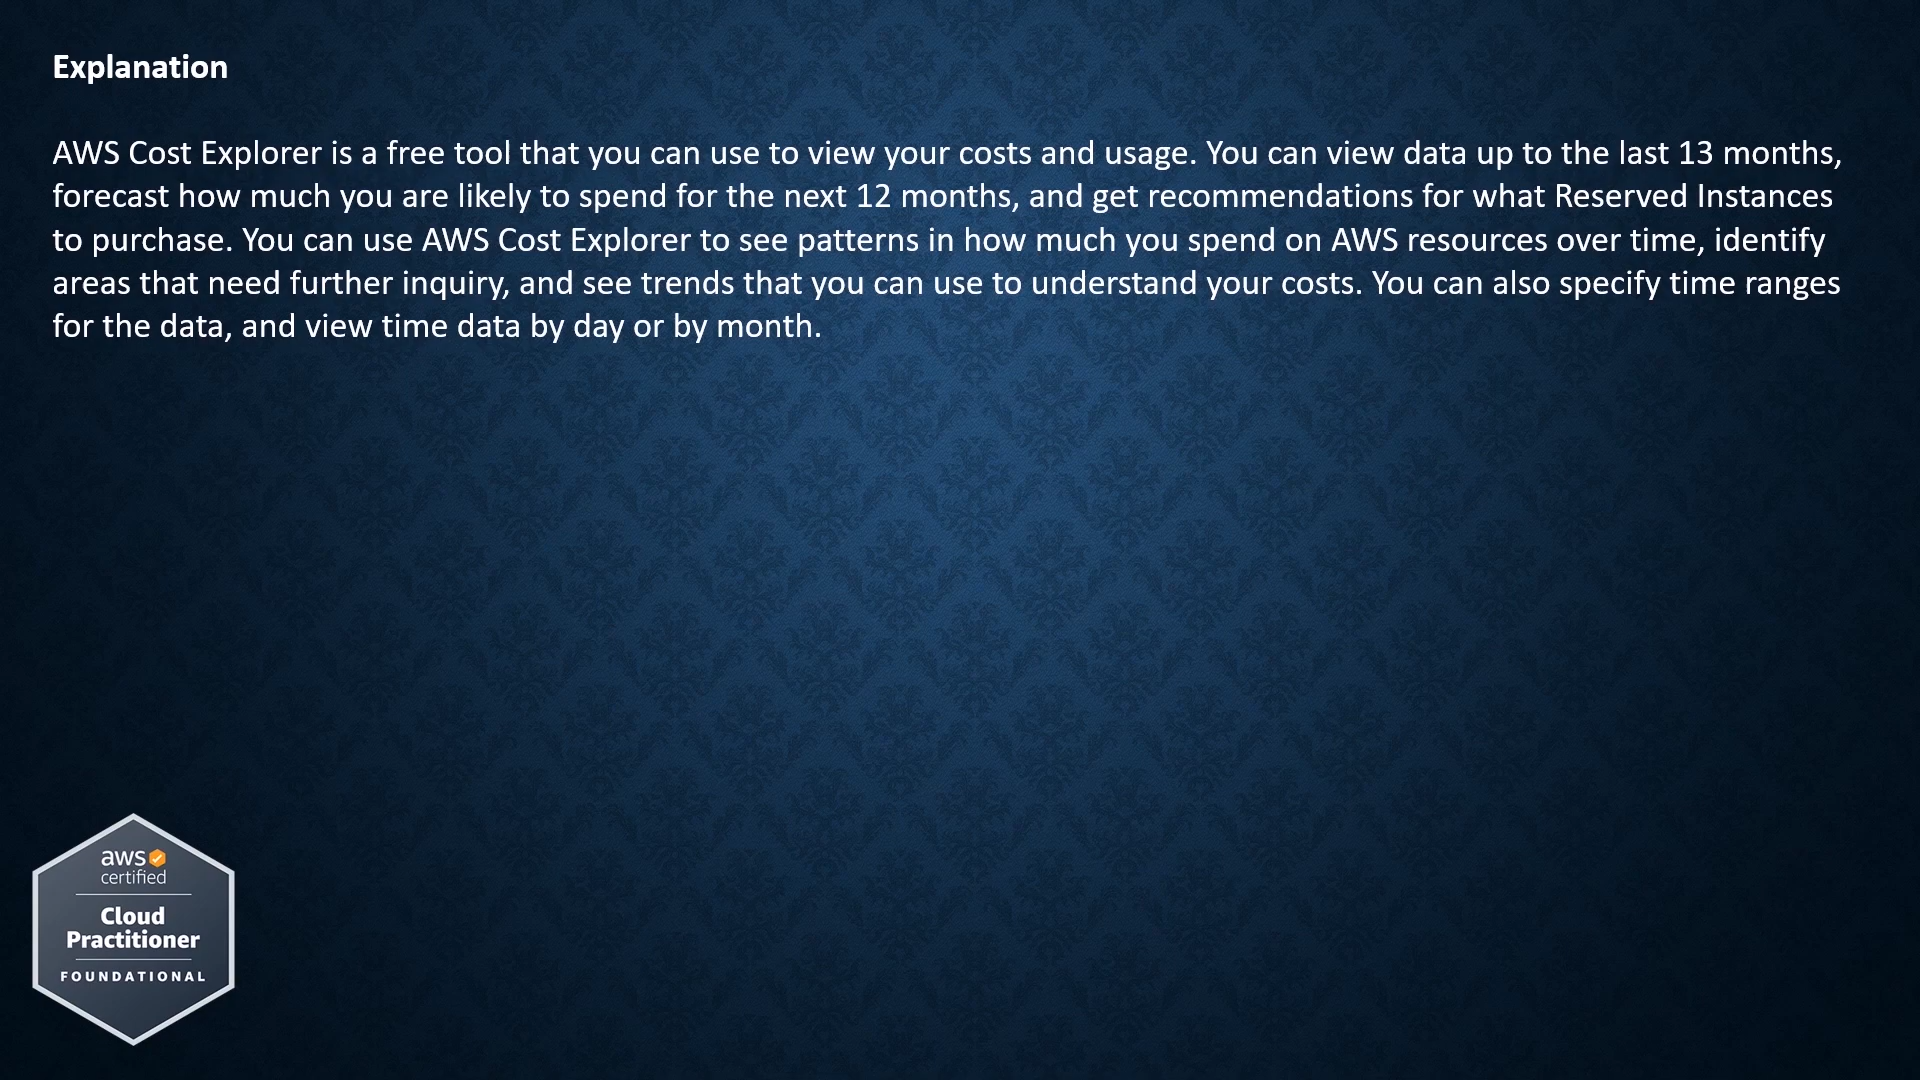 Explanation
AWS Cost Explorer is a free tool that you can use to view your costs and usage. You can view data up to the last 13 months,
forecast how much you are likely to spend for the next 12 months, and get recommendations for what Reserved Instances
to purchase. You can use AWS Cost Explorer to see patterns in how much you spend on AWS resources over time, identify
areas that need further inquiry, and see trends that you can use to understand your costs. You can also specify time ranges
for the data, and view time data by day or by month.
aws
certified
Cloud
Practitioner
FOUNDATIONAL